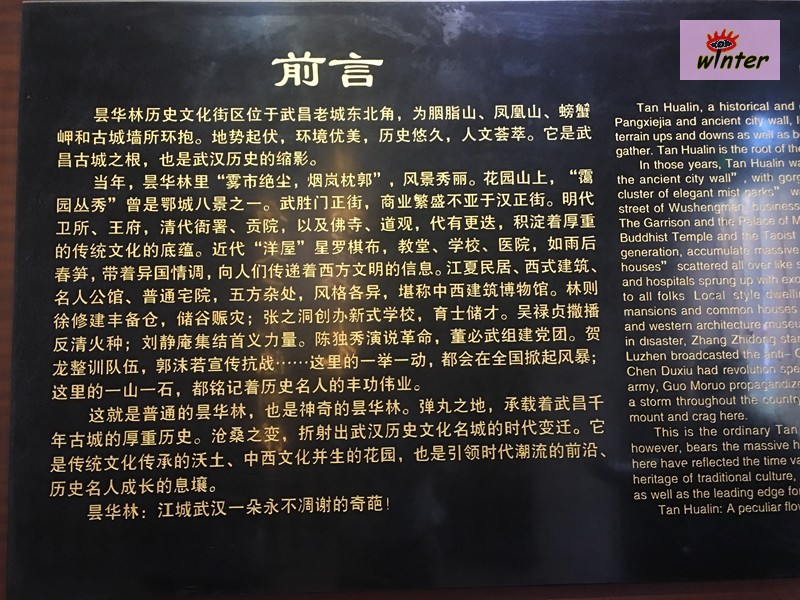 winter
前言
昙华林历史文化街区位于武昌老城东北角，为胭脂山、凤凰山、螃蟹
岬和古城墙所环抱。地势起伏，环境优美，历史悠久，人文荟萃。它是武
昌古城之根，也是武汉历史的缩影。
当年，昙华林里“雾市绝尘，烟岚枕郭”，风景秀丽。花园山上，“霭
园丛秀”曾是鄂城八景之一。武胜门正街，商业繁盛不亚于汉正街。明代
卫所、王府，清代衙署、贡院，以及佛寺、道观，代有更迭，积淀着厚重
的传统文化的底蕴。近代“洋屋”星罗棋布，教堂、学校、医院，如雨后
春笋，带着异国情调，向人们传递着西方文明的信息。江夏民居、西式建筑、
名人公馆、普通宅院，五方杂处，风格各异，堪称中西建筑博物馆。林则
徐修建丰备仓，储谷赈灾；张之洞创办新式学校，育士储才。吴禄贞撒播
反清火种；刘静庵集结首义力量。陈独秀演说革命，董必武组建党团。贺
龙整训队伍，郭沫若宣传抗战……这里的一举一动，都会在全国掀起风暴；
这里的一山一石，都铭记着历史名人的丰功伟业。
这就是普通的昙华林，也是神奇的昙华林。弹丸之地，承载着武昌千
年古城的厚重历史。沧桑之变，折射出武汉历史文化名城的时代变迁。它
是传统文化传承的沃土、中西文化并生的花园，也是引领时代潮流的前沿、
历史名人成长的息壤。
昙华林：江城武汉一朵永不凋谢的奇葩！
Tan Hualin, a historical and
Pangxiejia and ancient city wall,
terrain ups and downs as well as
gather. Tan Hualin is the root of the
In those years, Tan Hualin
the ancient city wall” , with
cluster of elegant mist parks”
street of Wushengmen, business
The Garrison and the Palace of
Buddhist Temple and the Taoist
generation, accumulate massive
houses” scattered all over like
and hospitals sprung up with
to all folks Local style
mansions and common houses
and western architecture
in disaster, Zhang Zhidong
Luzhen broadcasted the anti-
Chen Duxiu had revolution
army, Guo Moruo
a storm throughout the country
mount and crag here.
This is the ordinary Tan
however, bears the massive
here have reflected the time
heritage of traditional culture,
as well as the leading edge for
Tan Hualin: A peculiar